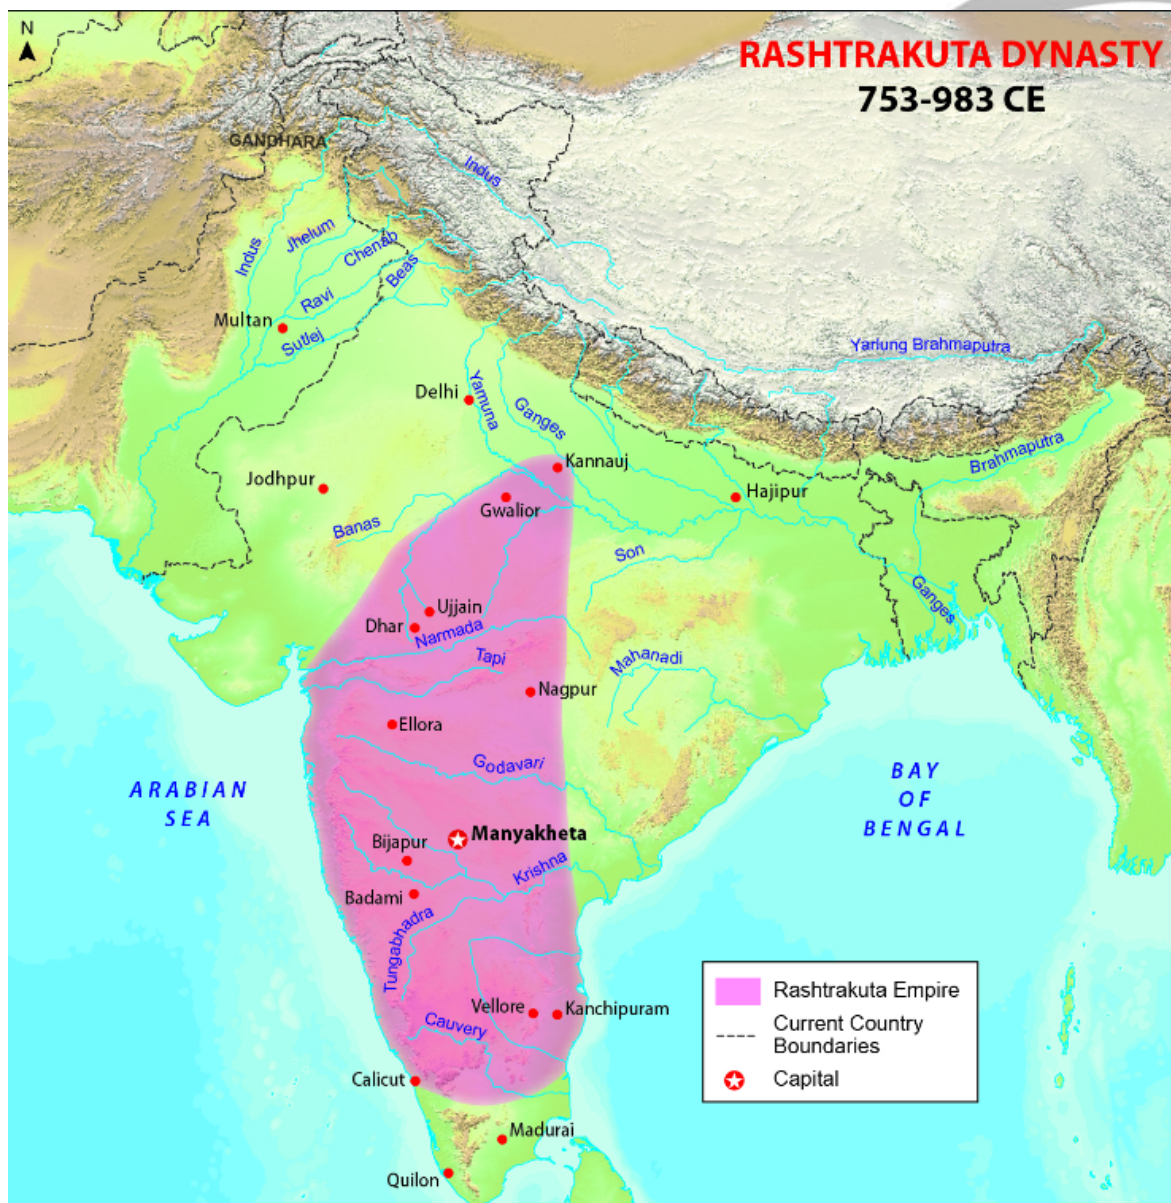 N
RASHTRAKUTA DYNASTY
753-983 CE
GANDHARA
Indus
Indus
Jhelum
Chenab
Beas
Ravi
Multan
Sutlej
Yarlung Brahmaputra
Delhi
Yamuna
Ganges
Brahmaputra
Kannauj
Jodhpur
Hajipur
Gwalior
Banas
Son
Ganges
Ujjain
Dhar
Narmada
Tapi
Mahanadi
Nagpur
Ellora
Godavari
ARABIAN
SEA
BAY
OF
BENGAL
Manyakheta
Bijapur
Krishna
Badami
Tungabhadra
Vellore
Kanchipuram
Cauvery
Calicut
Madurai
Quilon
Rashtrakuta Empire
Current Country
Boundaries
Capital